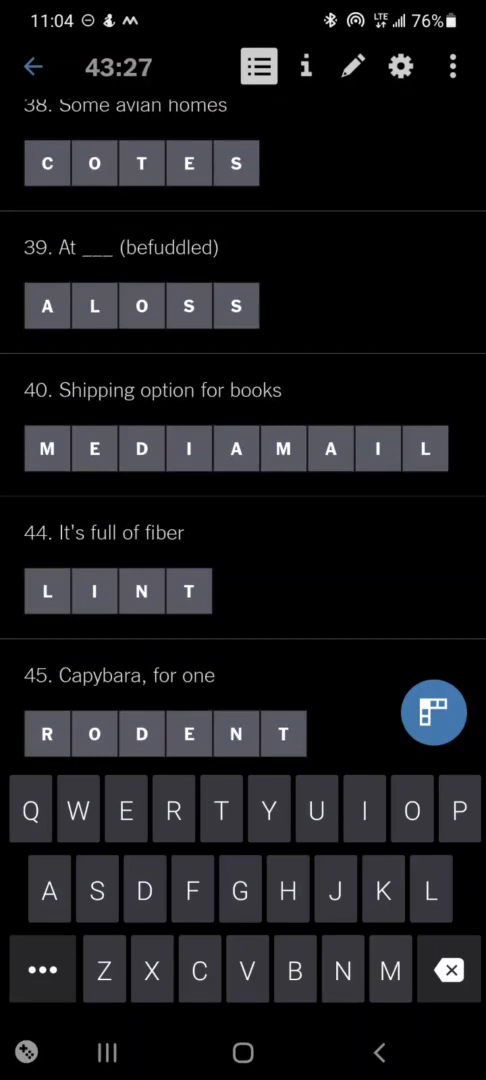 11:04 LTE 76%
43:27
38. Some avian homes
C O T E S
39. At ___ (befuddled)
A L O S S
40. Shipping option for books
M E D I A M A I L
44. It's full of fiber
L I N T
45. Capybara, for one
R O D E N T
Q W E R T Y U I O P
A S D F G H J K L
••• Z X C V B N M